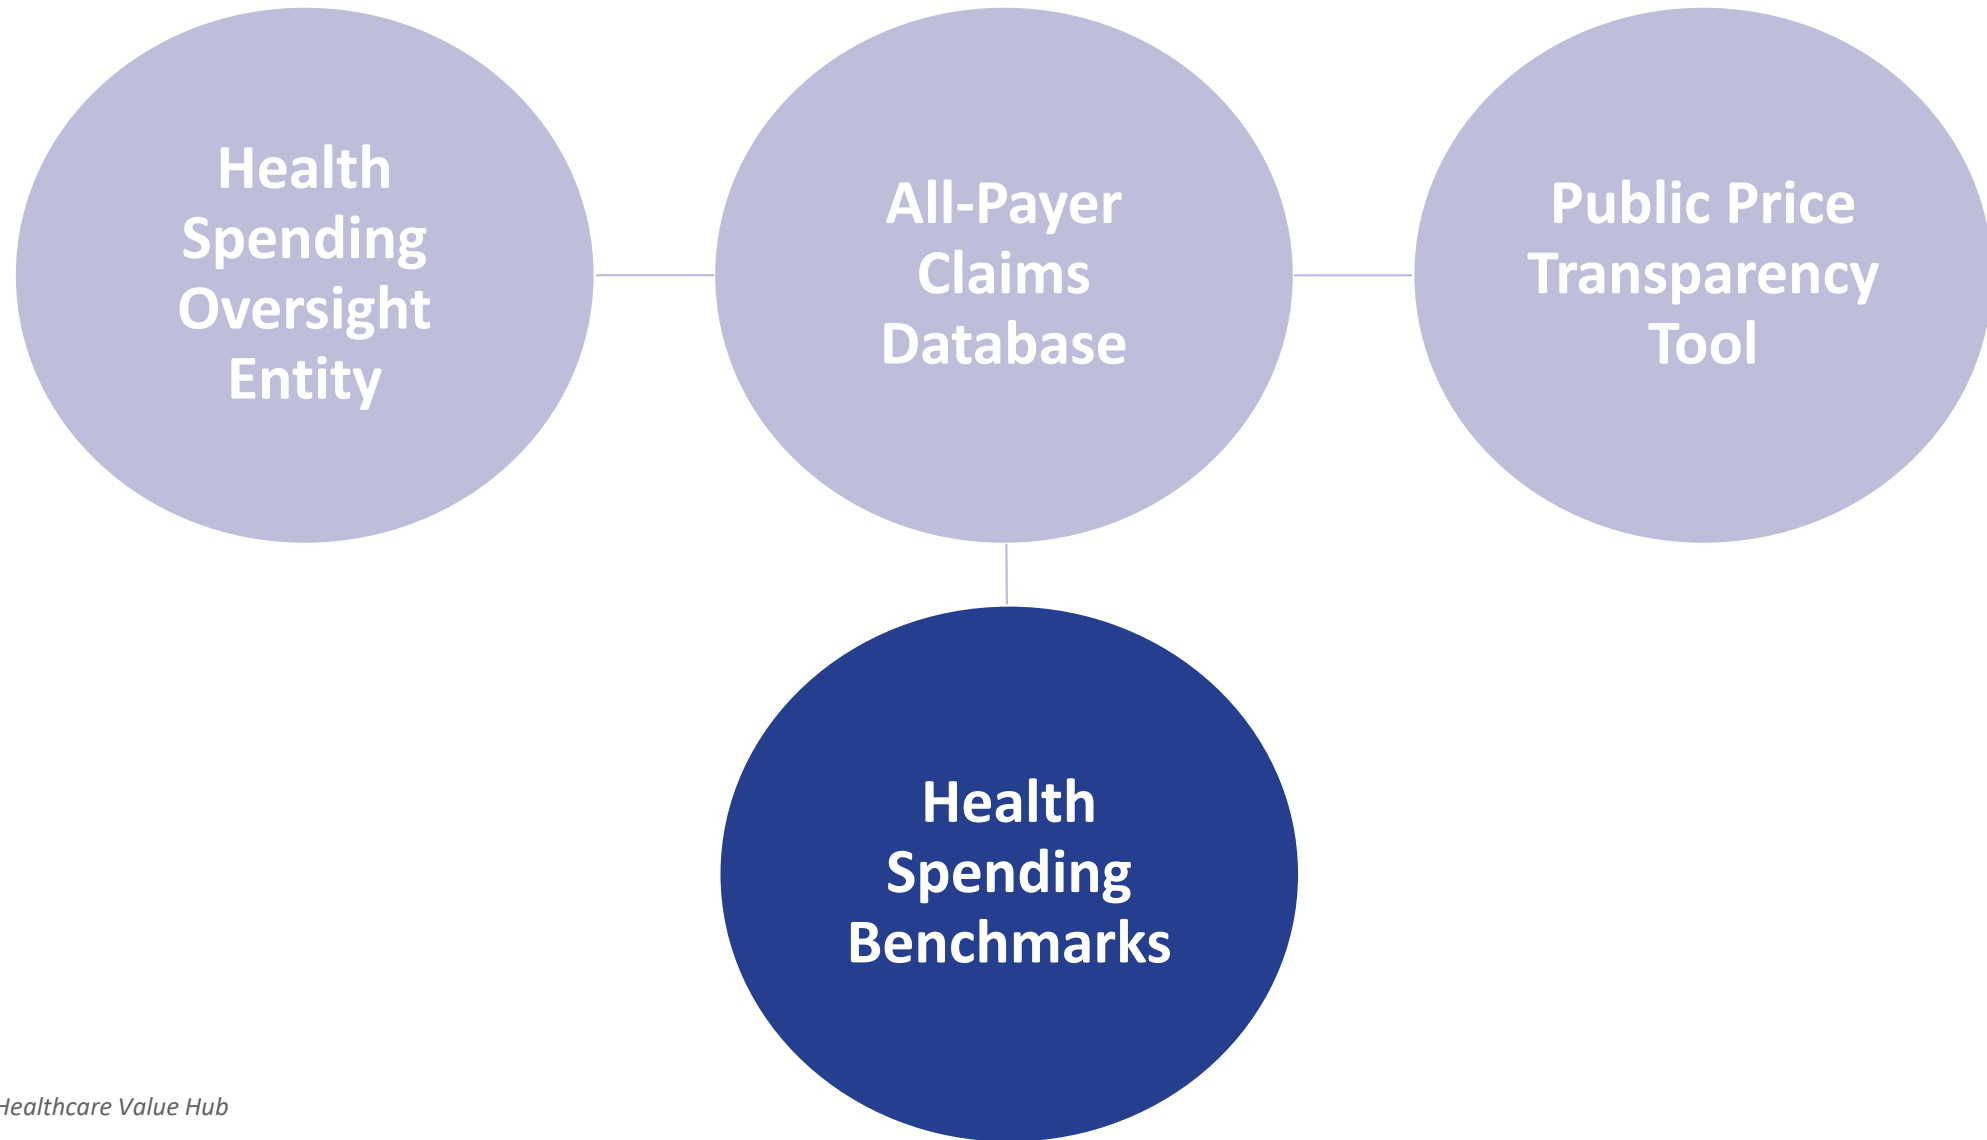 Health
Spending
Oversight
Entity
All-Payer
Claims
Database
Public Price
Transparency
Tool
Health
Spending
Benchmarks
Healthcare Value Hub